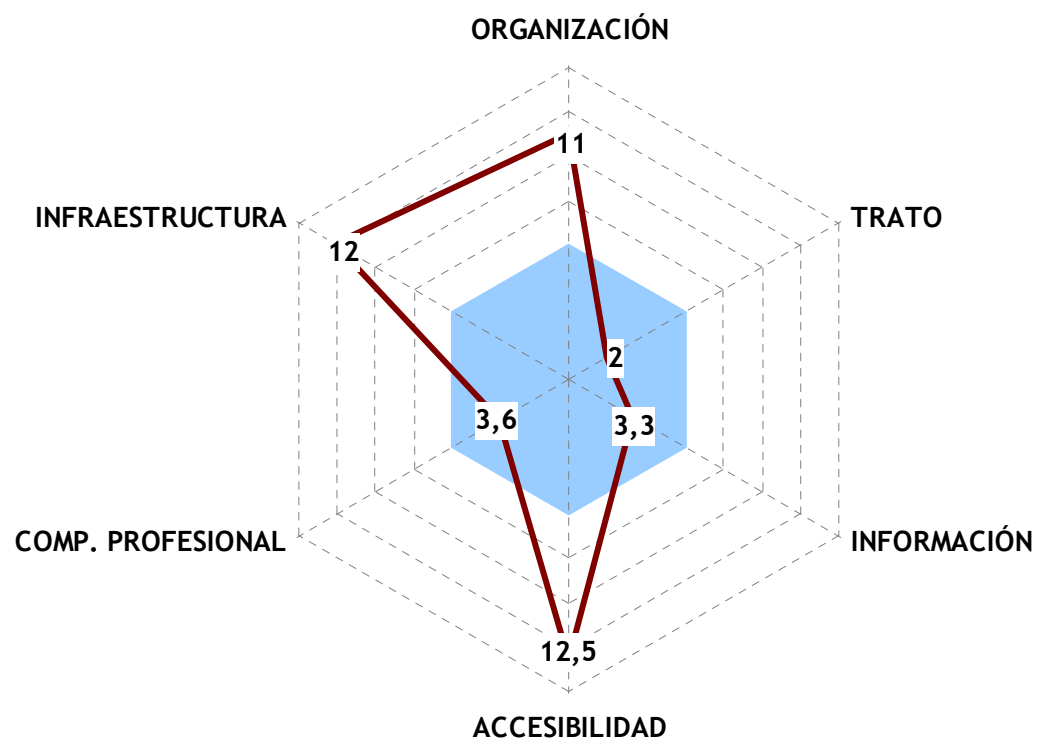 ORGANIZACIÓN
11
INFRAESTRUCTURA
TRATO
12
2
3,6
3,3
COMP. PROFESIONAL
INFORMACIÓN
12,5
ACCESIBILIDAD